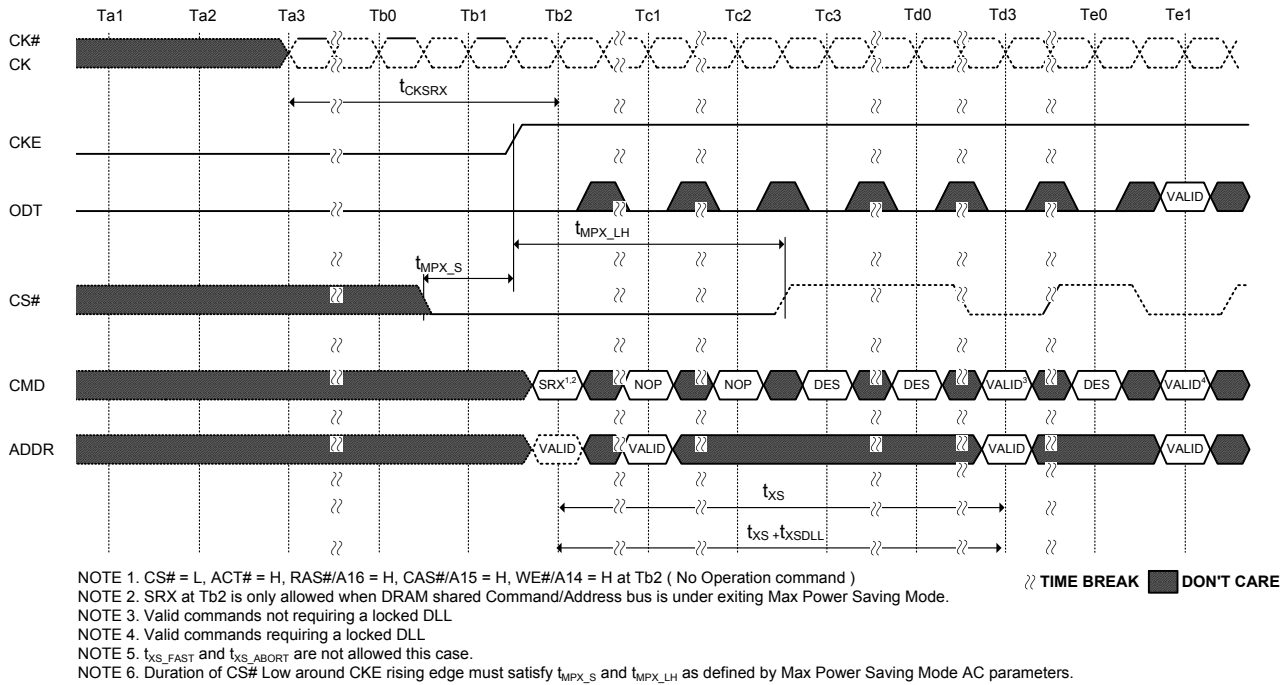 Ta1 Ta2 Ta3 Tb0 Tb1 Tb2 Tc1 Tc2 Tc3 Td0 Td3 Te0 Te1
CK#
CK
tCKSRX
CKE
ODT VALID
tMPX_LH
tMPX_S
CS#
CMD SRX1,2 NOP NOP DES DES VALID3 DES VALID4
ADDR VALID VALID VALID VALID
tXS
tXS +tXSDLL
NOTE 1. CS# = L, ACT# = H, RAS#/A16 = H, CAS#/A15 = H, WE#/A14 = H at Tb2 ( No Operation command )
TIME BREAK DON'T CARE
NOTE 2. SRX at Tb2 is only allowed when DRAM shared Command/Address bus is under exiting Max Power Saving Mode.
NOTE 3. Valid commands not requiring a locked DLL
NOTE 4. Valid commands requiring a locked DLL
NOTE 5. tXS_FAST and tXS_ABORT are not allowed this case.
NOTE 6. Duration of CS# Low around CKE rising edge must satisfy tMPX_S and tMPX_LH as defined by Max Power Saving Mode AC parameters.